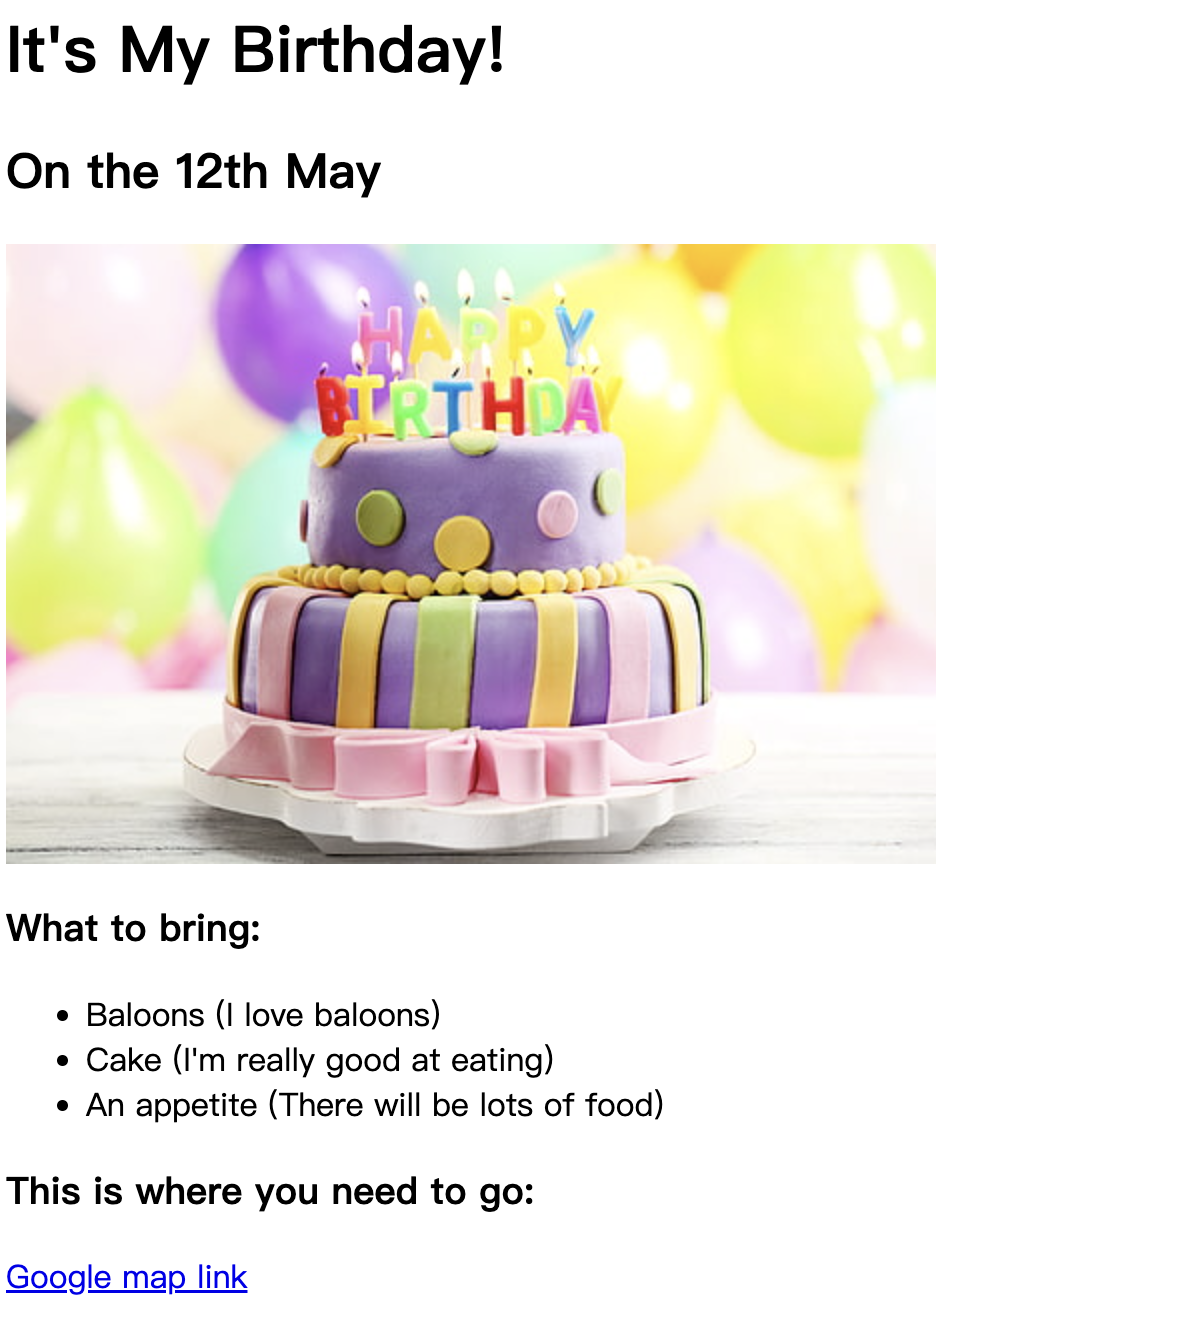 It's My Birthday!
On the 12th May
HAPPY
BIRTHDAY
What to bring:
Baloons (I love baloons)
Cake (I'm really good at eating)
An appetite (There will be lots of food)
This is where you need to go:
Google map link